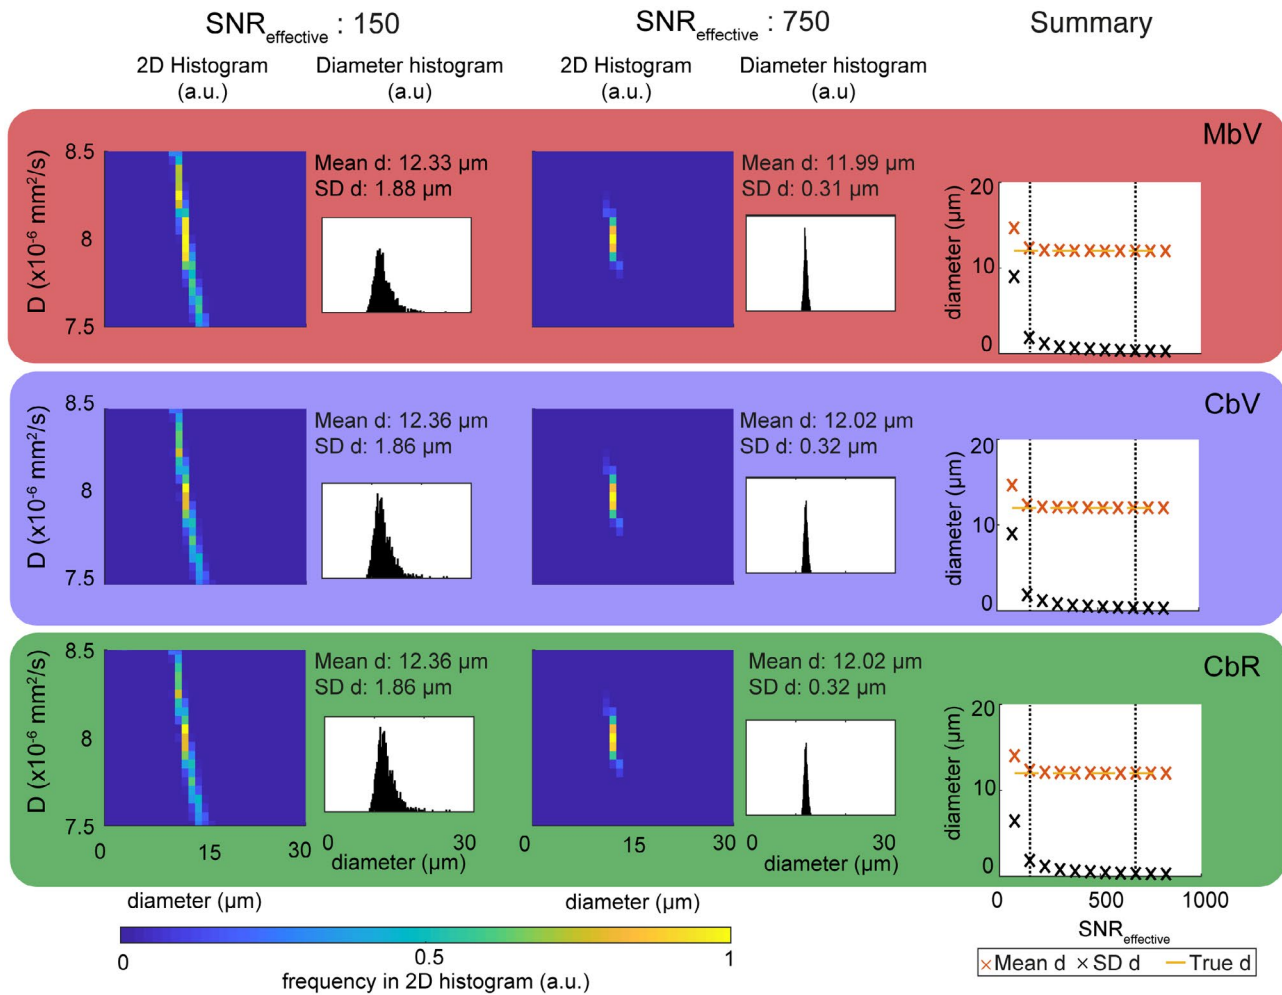 SNReffective : 150
SNReffective : 750
Summary
2D Histogram
(a.u.)
Diameter histogram
(a.u)
2D Histogram
(a.u.)
Diameter histogram
(a.u)
MbV
D (x10-6 mm2/s)
8.5
8
7.5
Mean d: 12.33 µm
SD d: 1.88 µm
Mean d: 11.99 µm
SD d: 0.31 µm
diameter (µm)
20
10
0
CbV
D (x10-6 mm2/s)
8.5
8
7.5
Mean d: 12.36 µm
SD d: 1.86 µm
Mean d: 12.02 µm
SD d: 0.32 µm
diameter (µm)
20
10
0
CbR
D (x10-6 mm2/s)
8.5
8
7.5
Mean d: 12.36 µm
SD d: 1.86 µm
Mean d: 12.02 µm
SD d: 0.32 µm
diameter (µm)
20
10
0
0 15 30
0 30
diameter (µm)
0 15 30
0 30
diameter (µm)
0 500 1000
SNReffective
diameter (µm)
diameter (µm)
0 0.5 1
frequency in 2D histogram (a.u.)
Mean d SD d True d